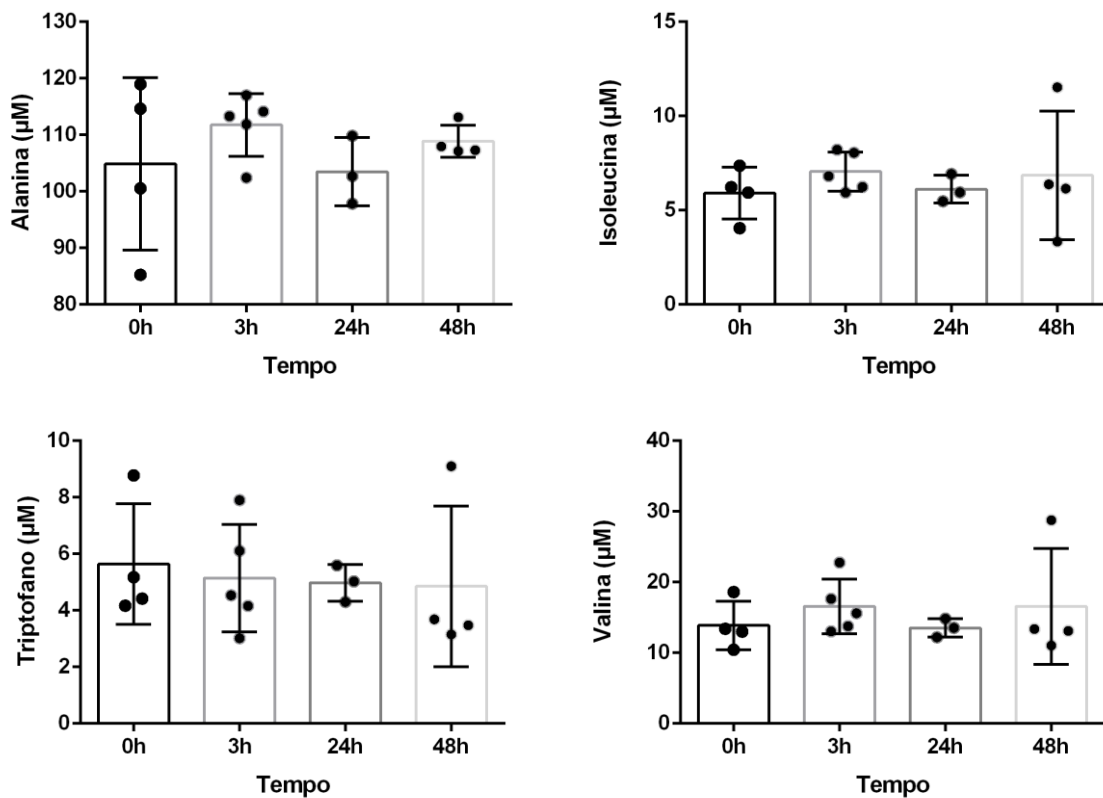 Alanina (µM)
130
120
110
100
90
80
0h 3h 24h 48h
Tempo
Isoleucina (µM)
15
10
5
0
0h 3h 24h 48h
Tempo
Triptofano (µM)
10
8
6
4
2
0
0h 3h 24h 48h
Tempo
Valina (µM)
40
30
20
10
0
0h 3h 24h 48h
Tempo